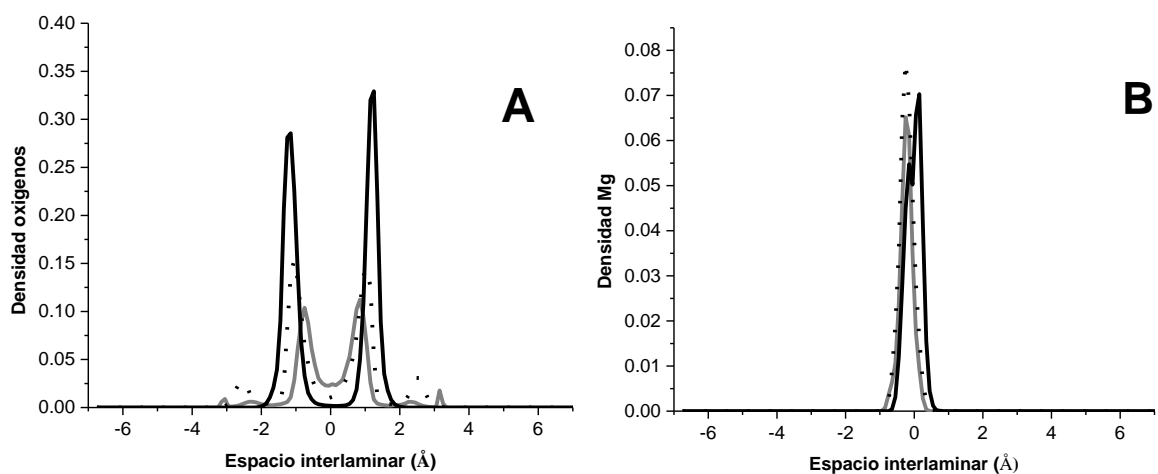 0.40
0.35
0.30
0.25
0.20
0.15
0.10
0.05
0.00
Densidad oxigenos
-6 -4 -2 0 2 4 6
Espacio interlaminar (Å)
A
0.08
0.07
0.06
0.05
0.04
0.03
0.02
0.01
0.00
Densidad Mg
-6 -4 -2 0 2 4 6
Espacio interlaminar (Å)
B